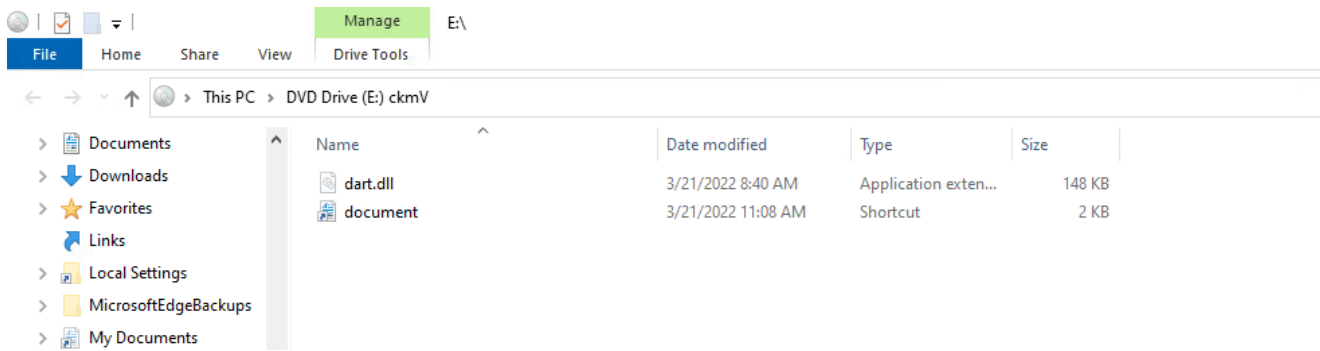 Manage E:\
File Home Share View Drive Tools
This PC > DVD Drive (E:) ckmV
Documents
Downloads
Favorites
Links
Local Settings
MicrosoftEdgeBackups
My Documents
Name Date modified Type Size
dart.dll 3/21/2022 8:40 AM Application exten... 148 KB
document 3/21/2022 11:08 AM Shortcut 2 KB